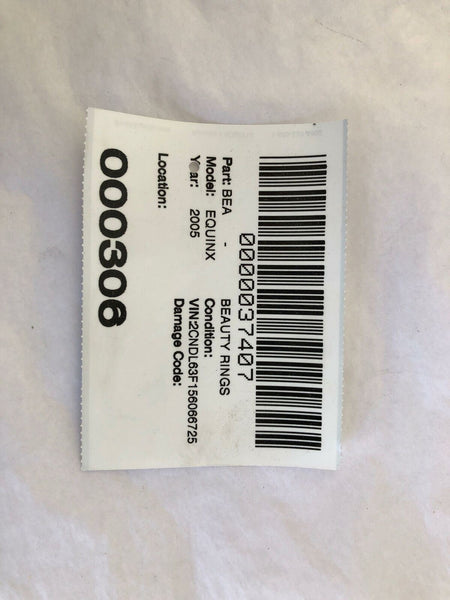 0000037407
Part: BEA - BEAUTY RINGS
Model: EQUINX Condition:
Year: 2005 VIN:2CNDL63F156066725
Damage Code:
Location:
000306